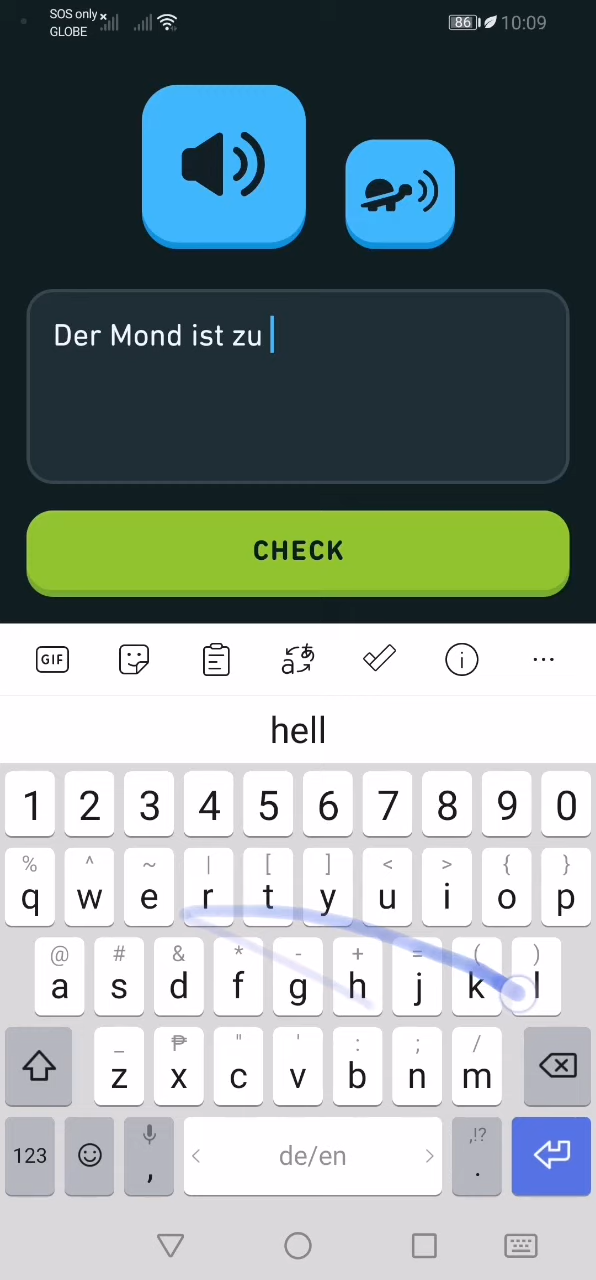 SOS only
GLOBE
86
10:09
Der Mond ist zu
CHECK
GIF
hell
1 2 3 4 5 6 7 8 9 0
% ^ ~ | [ ] < > { }
q w e r t y u i o p
@ # & * - + = ( )
a s d f g h j k l
_ ₱ " ' : ; /
z x c v b n m
,!?
123 , < de/en > .